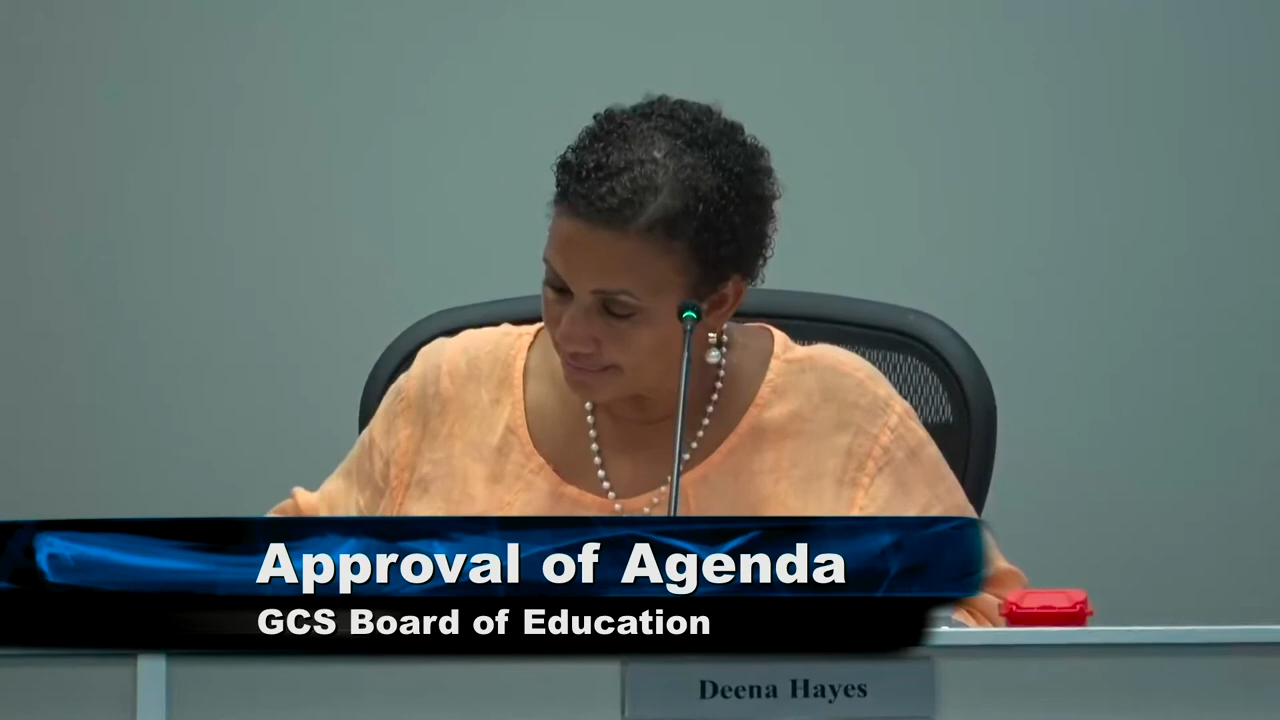 Approval of Agenda
GCS Board of Education
Deena Hayes